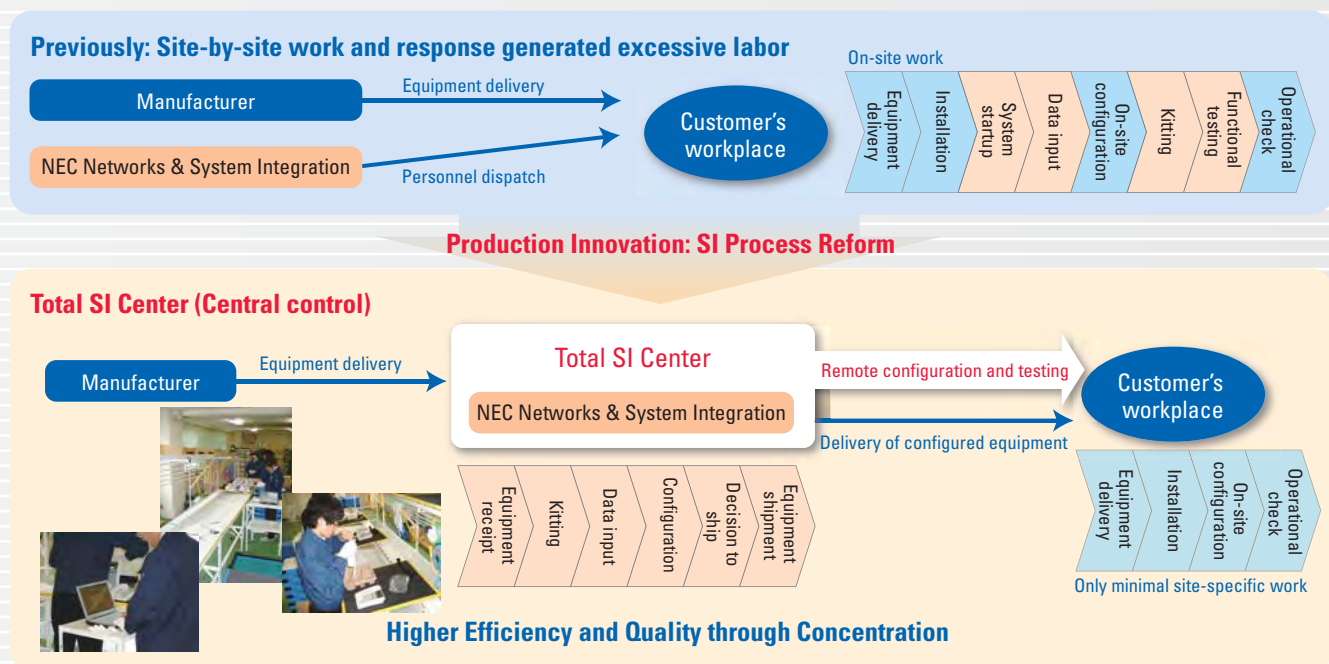 Previously: Site-by-site work and response generated excessive labor
Manufacturer
Equipment delivery
NEC Networks & System Integration
Personnel dispatch
Customer's
workplace
On-site work
Equipment
delivery
Installation
System
startup
Data input
On-site
configuration
Kitting
Functional
testing
Operational
check
Production Innovation: SI Process Reform
Total SI Center (Central control)
Manufacturer
Equipment delivery
Total SI Center
NEC Networks & System Integration
Remote configuration and testing
Delivery of configured equipment
Customer's
workplace
Equipment
receipt
Kitting
Data input
Configuration
Decision to
ship
Equipment
shipment
Equipment
delivery
Installation
On-site
configuration
Operational
check
Only minimal site-specific work
Higher Efficiency and Quality through Concentration